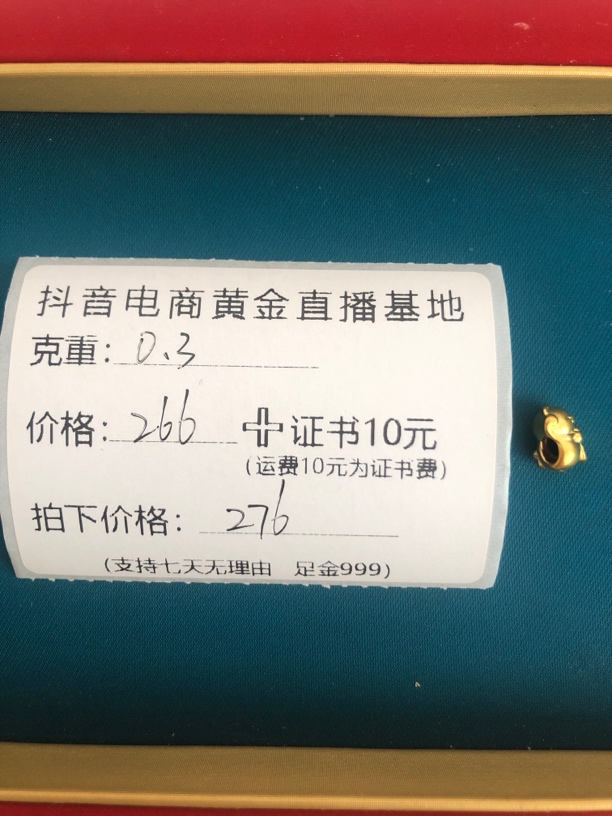 抖音电商黄金直播基地
克重：0.3
价格：266 +证书10元
（运费10元为证书费）
拍下价格：276
（支持七天无理由 足金999）